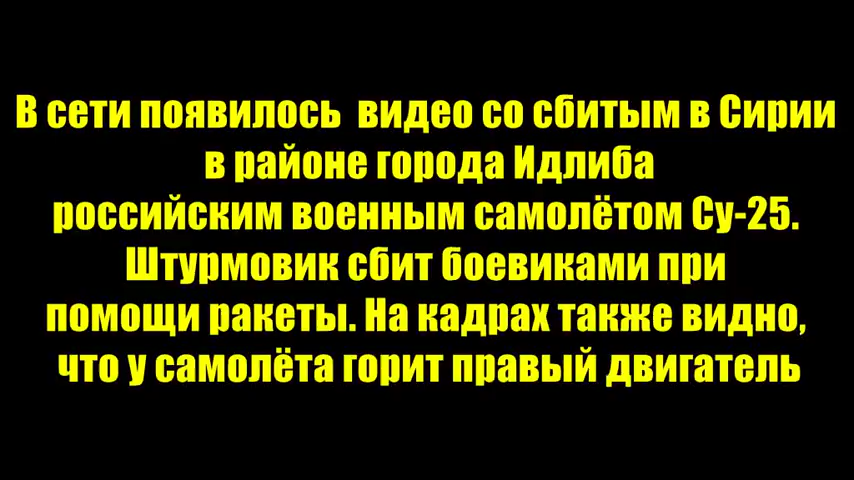 В сети появилось видео со сбитым в Сирии
в районе города Идлиба
российским военным самолётом Су-25.
Штурмовик сбит боевиками при
помощи ракеты. На кадрах также видно,
что у самолёта горит правый двигатель